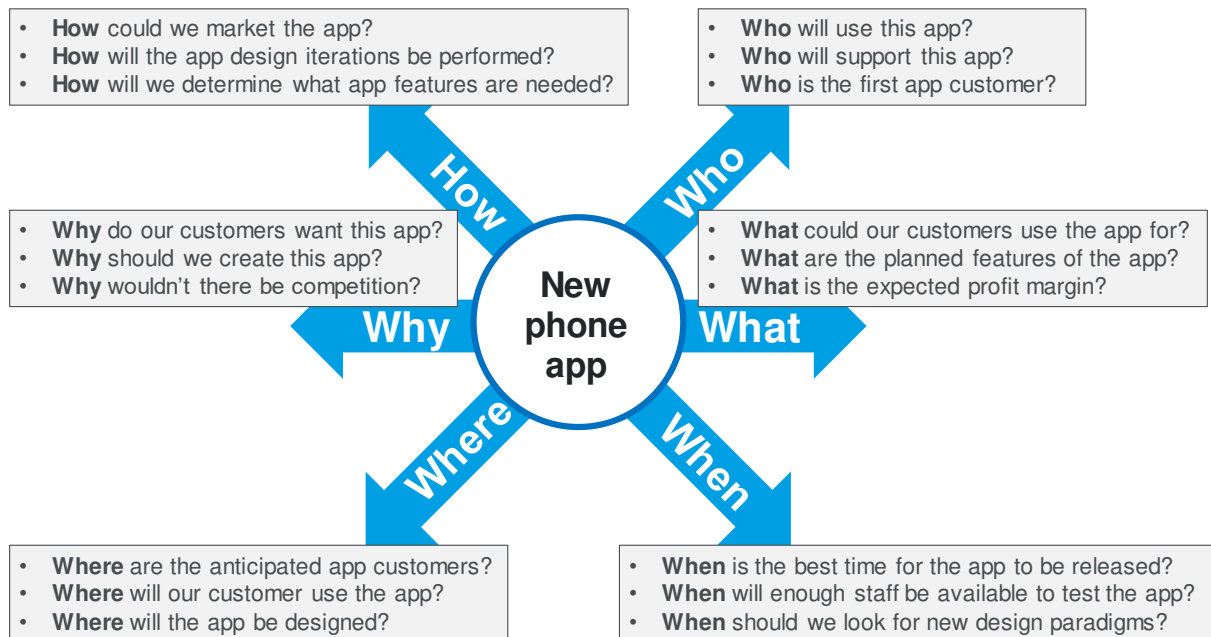 • How could we market the app?
• How will the app design iterations be performed?
• How will we determine what app features are needed?
• Who will use this app?
• Who will support this app?
• Who is the first app customer?
How
Who
• Why do our customers want this app?
• Why should we create this app?
• Why wouldn't there be competition?
• What could our customers use the app for?
• What are the planned features of the app?
• What is the expected profit margin?
Why
New
phone
app
What
Where
When
• Where are the anticipated app customers?
• Where will our customer use the app?
• Where will the app be designed?
• When is the best time for the app to be released?
• When will enough staff be available to test the app?
• When should we look for new design paradigms?